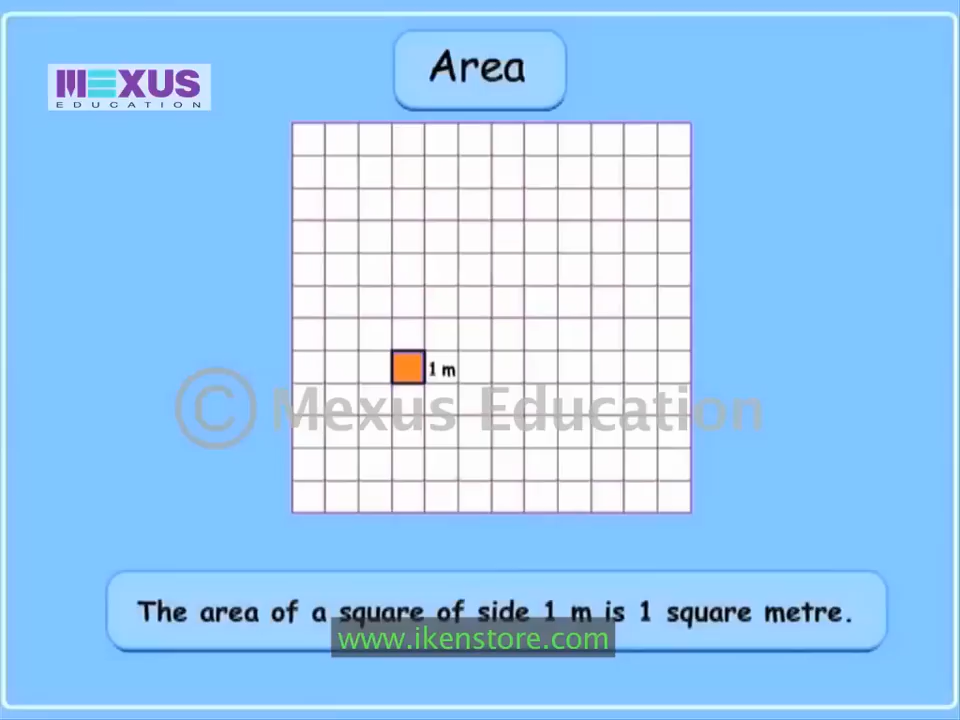 Area
MEXUS
EDUCATION
1 m
© Mexus Education
The area of a square of side 1 m is 1 square metre.
www.ikenstore.com